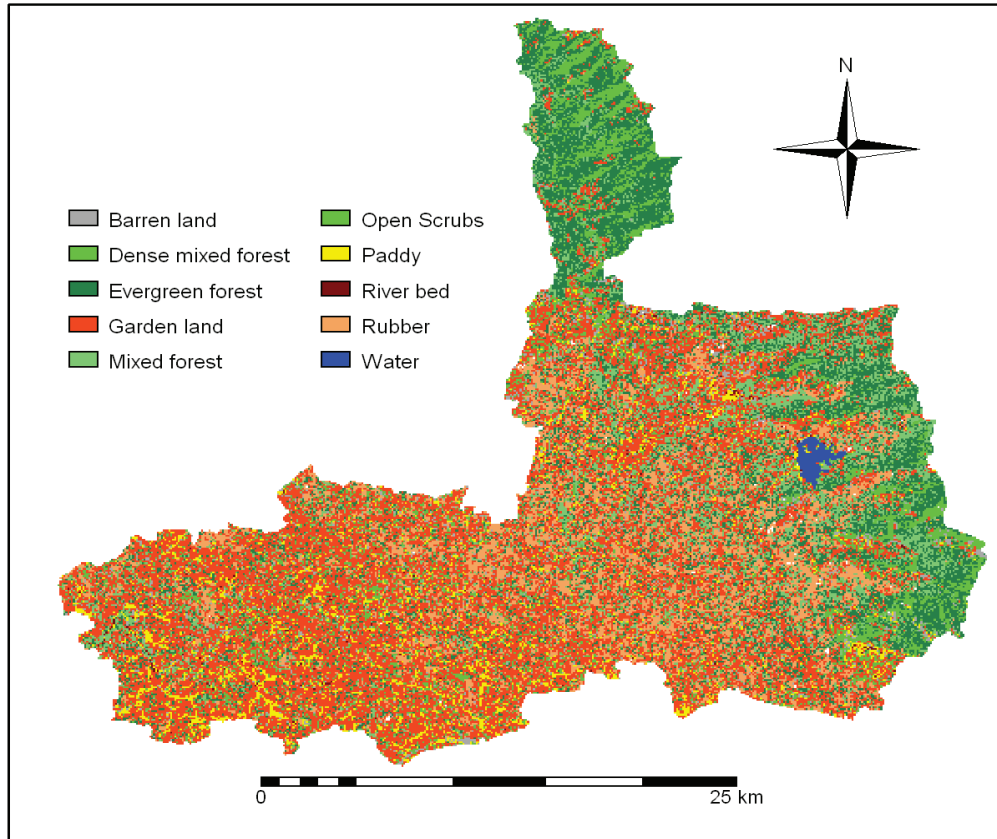 N
Barren land
Dense mixed forest
Evergreen forest
Garden land
Mixed forest
Open Scrubs
Paddy
River bed
Rubber
Water
0
25 km